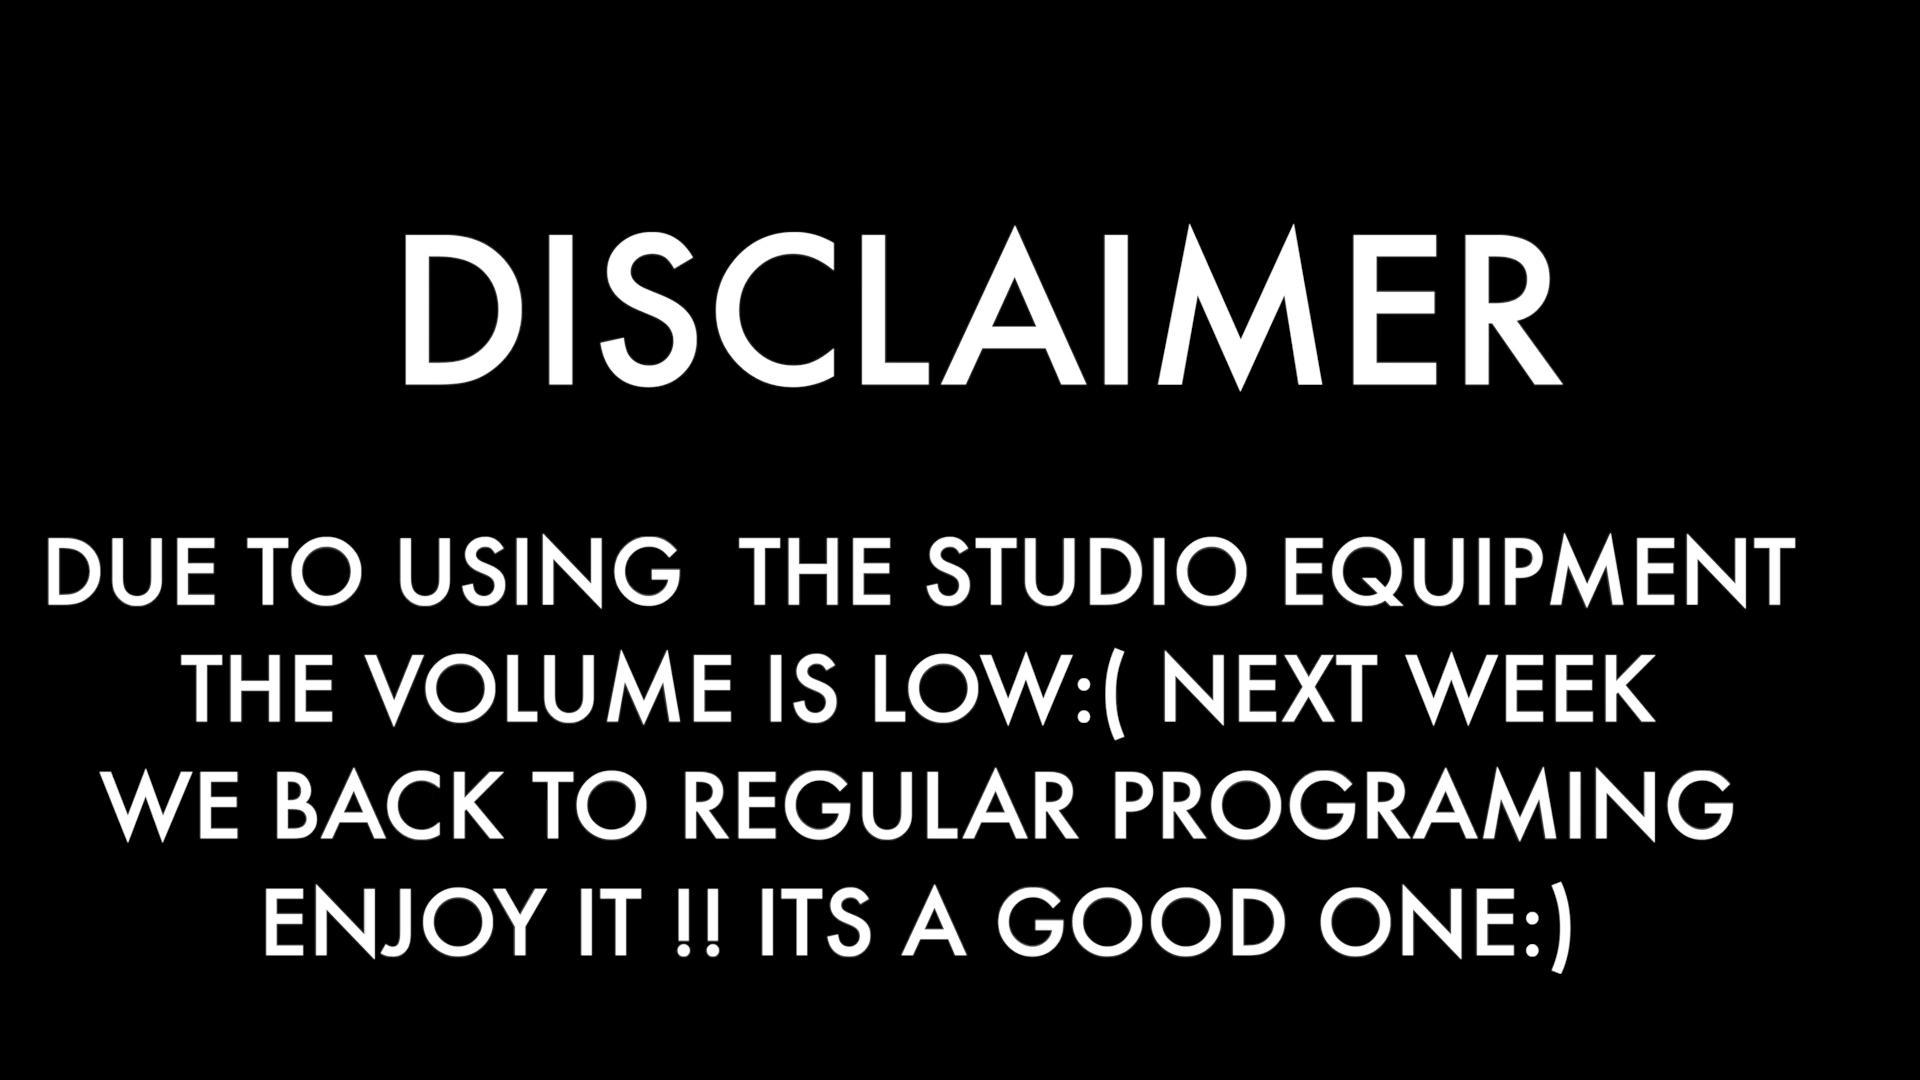 DISCLAIMER
DUE TO USING  THE STUDIO EQUIPMENT
THE VOLUME IS LOW:( NEXT WEEK
WE BACK TO REGULAR PROGRAMING
ENJOY IT !! ITS A GOOD ONE:)